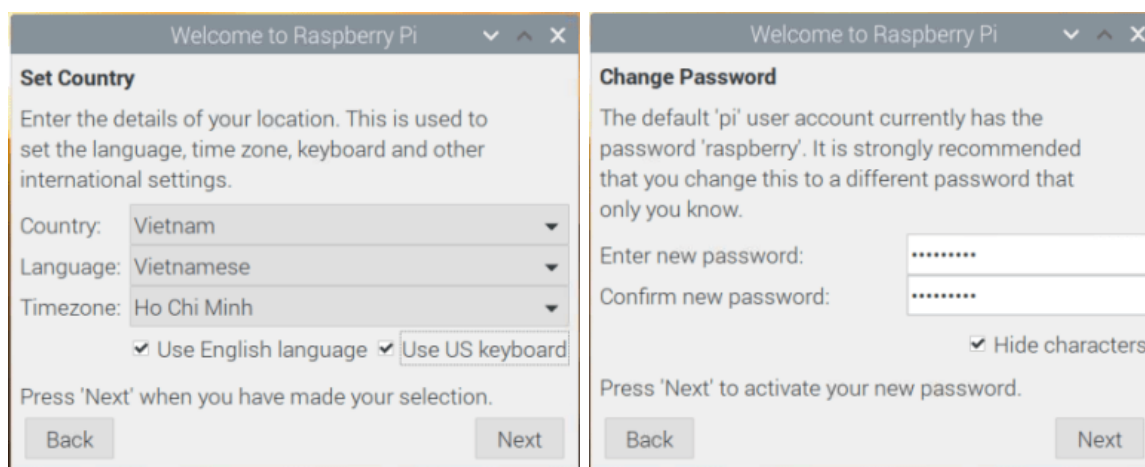 Welcome to Raspberry Pi
Set Country
Enter the details of your location. This is used to
set the language, time zone, keyboard and other
international settings.
Country: Vietnam
Language: Vietnamese
Timezone: Ho Chi Minh
Use English language Use US keyboard
Press 'Next' when you have made your selection.
Back Next
Welcome to Raspberry Pi
Change Password
The default 'pi' user account currently has the
password 'raspberry'. It is strongly recommended
that you change this to a different password that
only you know.
Enter new password: •••••••••
Confirm new password: •••••••••
Hide characters
Press 'Next' to activate your new password.
Back Next